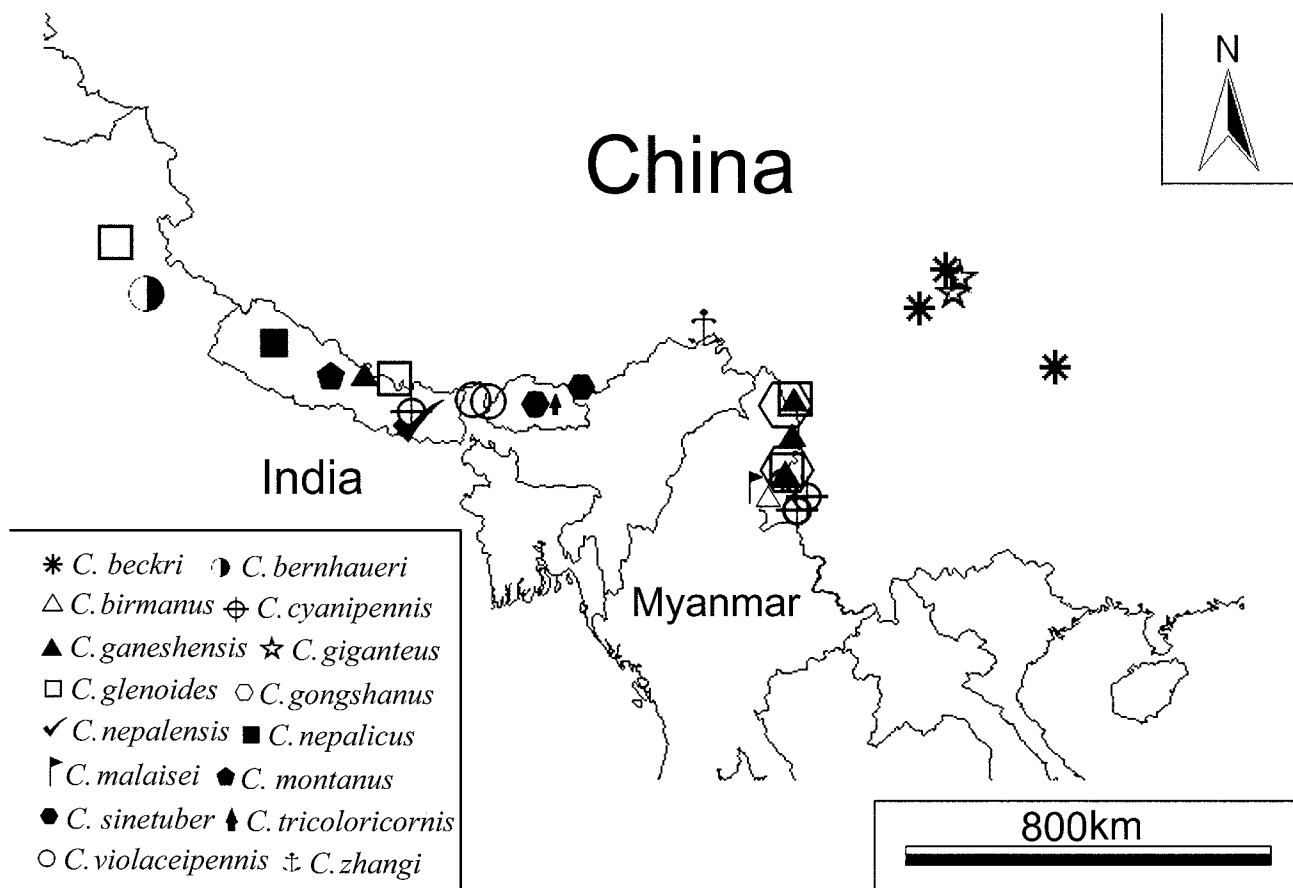 N
China
India
Myanmar
C. beckri C. bernhaueri
C. birmanus C. cyanipennis
C. ganeshensis C. giganteus
C. glenoides C. gongshanus
C. nepalensis C. nepalicus
C. malaisei C. montanus
C. sinetuber C. tricoloricornis
C. violaceipennis C. zhangi
800km